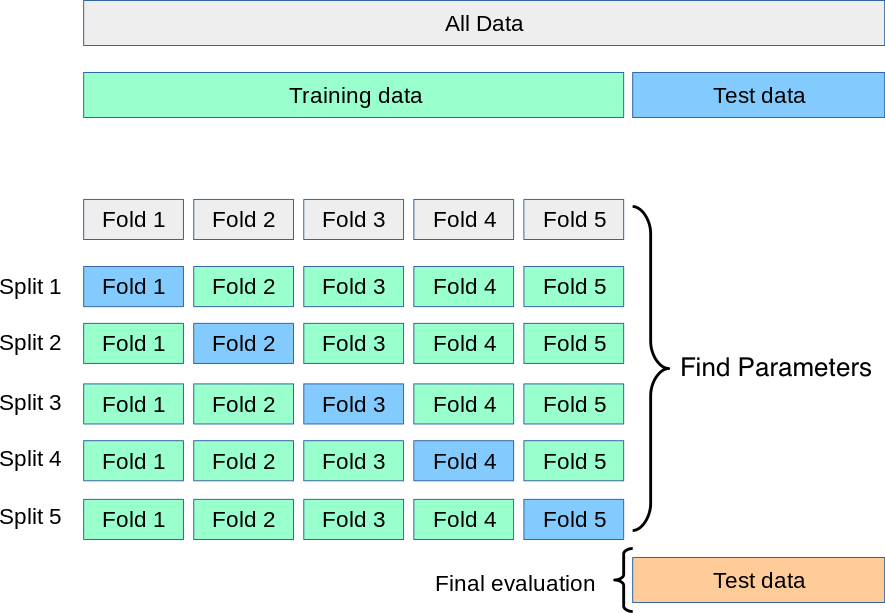 All Data
Training data Test data
Fold 1 Fold 2 Fold 3 Fold 4 Fold 5
Split 1 Fold 1 Fold 2 Fold 3 Fold 4 Fold 5
Split 2 Fold 1 Fold 2 Fold 3 Fold 4 Fold 5
Find Parameters
Split 3 Fold 1 Fold 2 Fold 3 Fold 4 Fold 5
Split 4 Fold 1 Fold 2 Fold 3 Fold 4 Fold 5
Split 5 Fold 1 Fold 2 Fold 3 Fold 4 Fold 5
Final evaluation Test data